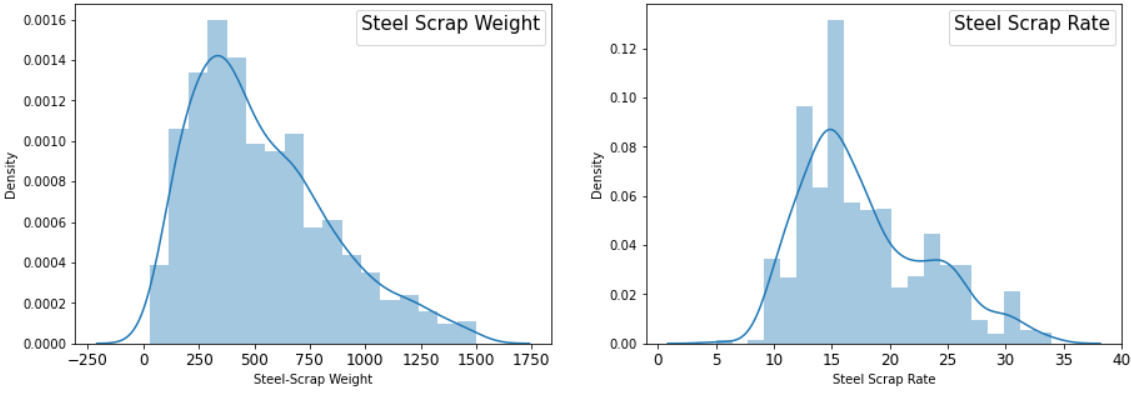 Steel Scrap Weight
Density
0.0016
0.0014
0.0012
0.0010
0.0008
0.0006
0.0004
0.0002
0.0000
−250 0 250 500 750 1000 1250 1500 1750
Steel-Scrap Weight
Steel Scrap Rate
Density
0.12
0.10
0.08
0.06
0.04
0.02
0.00
0 5 10 15 20 25 30 35 40
Steel Scrap Rate